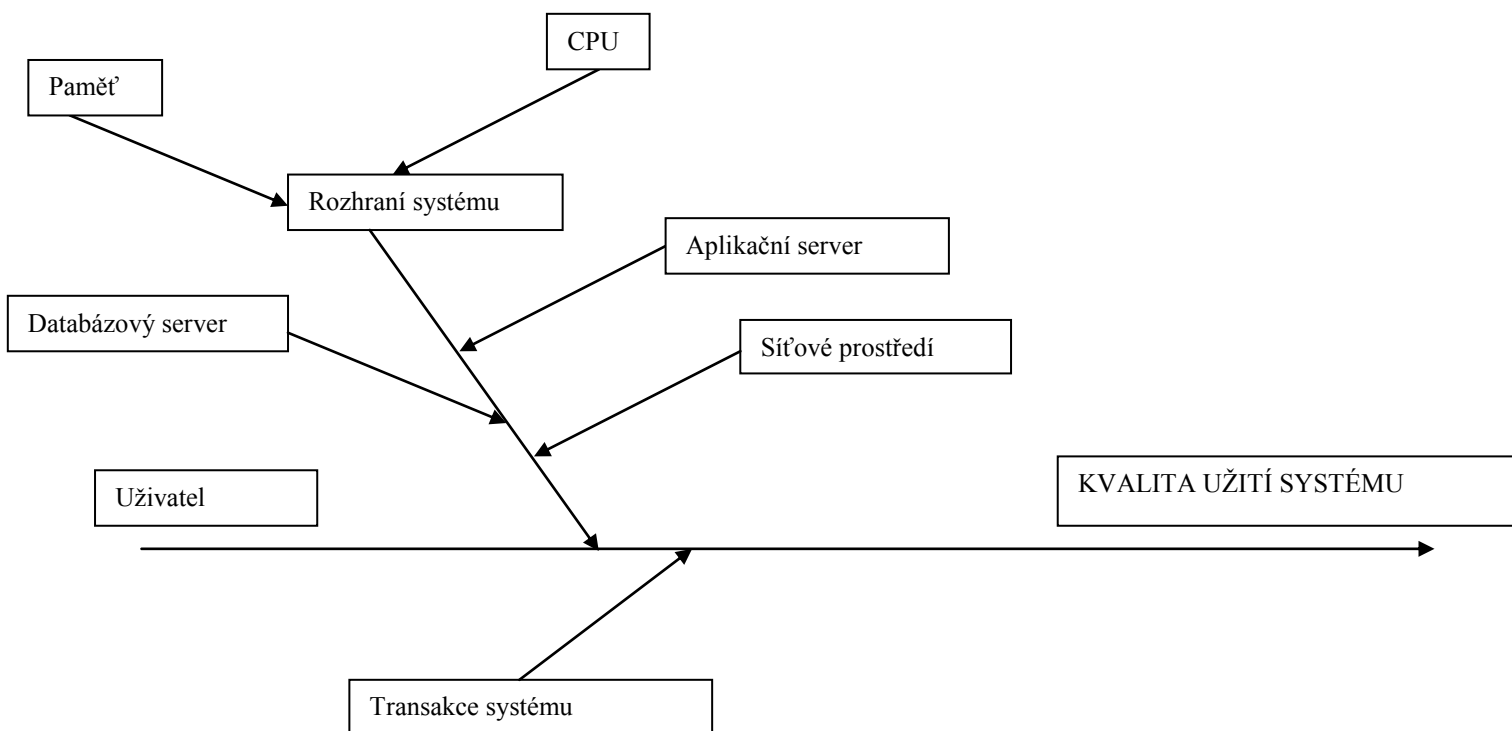 CPU
Paměť
Rozhraní systému
Aplikační server
Databázový server
Síťové prostředí
Uživatel
KVALITA UŽITÍ SYSTÉMU
Transakce systému